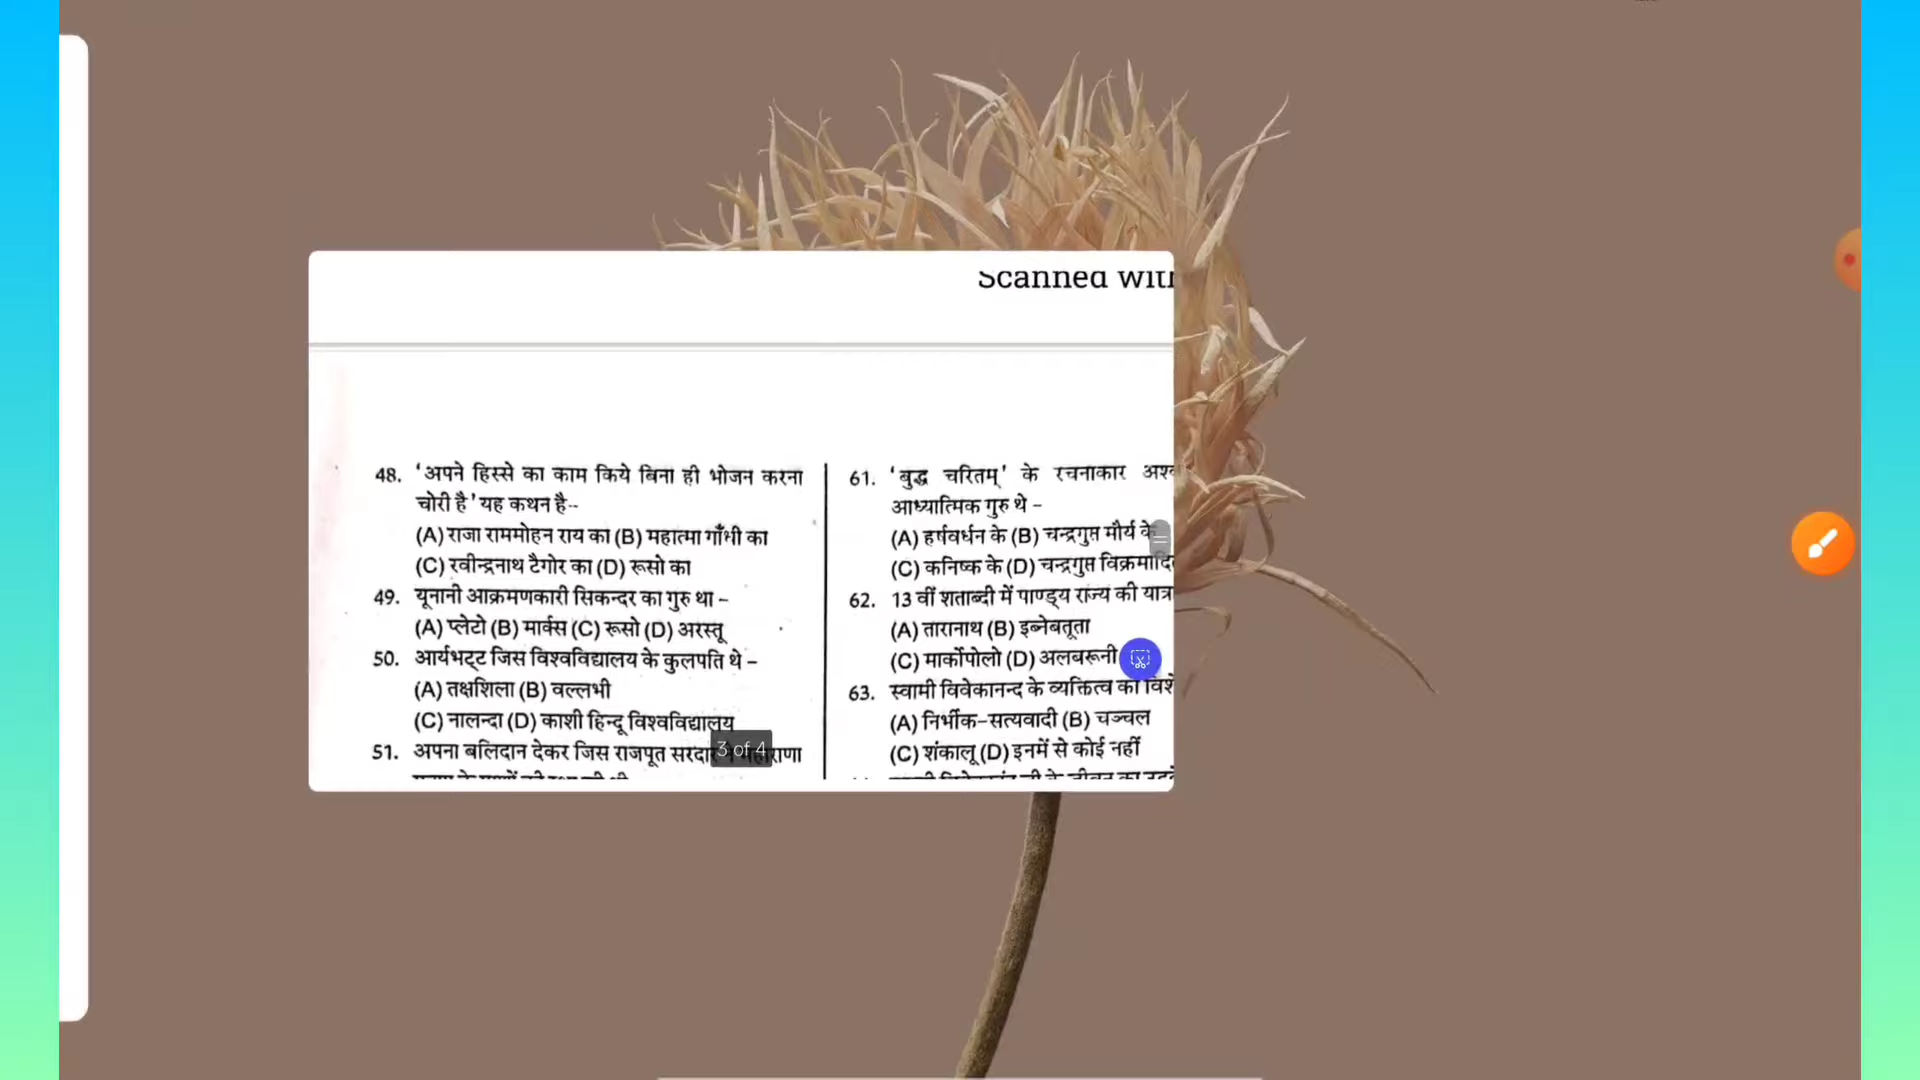 Scanned with
48. 'अपने हिस्से का काम किये बिना ही भोजन करना
चोरी है' यह कथन है--
(A) राजा राममोहन राय का (B) महात्मा गाँधी का
(C) रवीन्द्रनाथ टैगोर का (D) रूसो का
49. यूनानी आक्रमणकारी सिकन्दर का गुरु था –
(A) प्लेटो (B) मार्क्स (C) रूसो (D) अरस्तू
50. आर्यभट्ट जिस विश्वविद्यालय के कुलपति थे –
(A) तक्षशिला (B) वल्लभी
(C) नालन्दा (D) काशी हिन्दू विश्वविद्यालय
51. अपना बलिदान देकर जिस राजपूत सरदार ने महाराणा
3 of 4
61. 'बुद्ध चरितम्' के रचनाकार
आध्यात्मिक गुरु थे –
(A) हर्षवर्धन के (B) चन्द्रगुप्त मौर्य के
(C) कनिष्क के (D) चन्द्रगुप्त
62. 13 वीं शताब्दी में पाण्ड्य राज्य की
(A) तारानाथ (B) इब्नेबतूता
(C) मार्कोपोलो (D) अलबरूनी
63. स्वामी विवेकानन्द के व्यक्तित्व की
(A) निर्भीक-सत्यवादी (B) चञ्चल
(C) शंकालू (D) इनमें से कोई नहीं